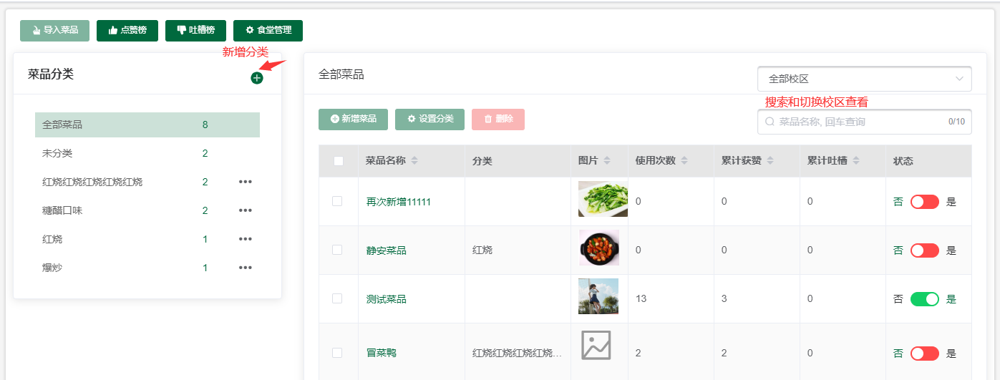 导入菜品 点赞榜 吐槽榜 食堂管理
新增分类
菜品分类
全部菜品 8
未分类 2
红烧红烧红烧红烧红烧 2 •••
糖醋口味 2 •••
红烧 1 •••
爆炒 1 •••
全部菜品
全部校区
搜索和切换校区查看
新增菜品 设置分类 删除
菜品名称, 回车查询 0/10
菜品名称 分类 图片 使用次数 累计获赞 累计吐槽 状态
再次新增11111 0 0 0 否 是
静安菜品 红烧 0 0 0 否 是
测试菜品 13 3 0 否 是
冒菜鸭 红烧红烧红烧红烧… 2 2 0 否 是